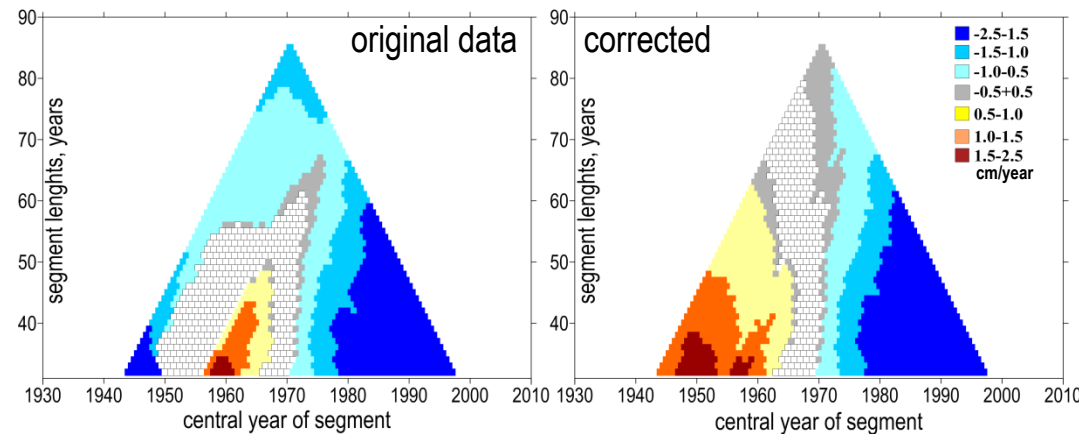 original data
corrected
90
80
70
60
50
40
segment lenghts, years
1930 1940 1950 1960 1970 1980 1990 2000 2010
central year of segment
90
80
70
60
50
40
segment lenghts, years
1930 1940 1950 1960 1970 1980 1990 2000 2010
central year of segment
-2.5-1.5
-1.5-1.0
-1.0-0.5
-0.5+0.5
0.5-1.0
1.0-1.5
1.5-2.5
cm/year